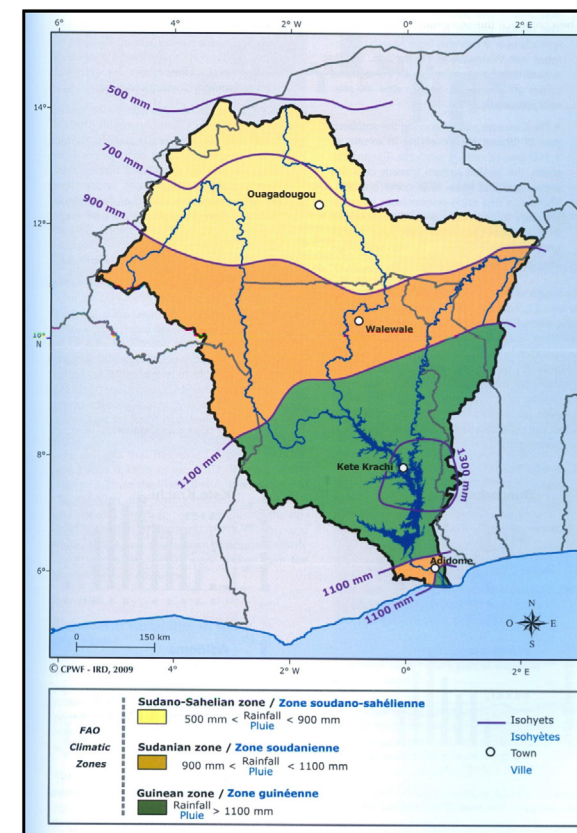 6° 4° 2° W 0° 2° E
14°
500 mm
700 mm
Ouagadougou
900 mm
12°
Walewale
10°
N
8°
1100 mm
Kete Krachi
1300 mm
Adidome
6°
1100 mm
1100 mm
N
O E
S
0 150 km
© CPWF - IRD, 2009
4° 2° W 0° 2° E
FAO
Climatic
Zones
Sudano-Sahelian zone / Zone soudano-sahélienne
500 mm < Rainfall < 900 mm
Pluie
Sudanian zone / Zone soudanienne
900 mm < Rainfall < 1100 mm
Pluie
Guinean zone / Zone guinéenne
Rainfall > 1100 mm
Pluie
Isohyets
Isohyètes
Town
Ville